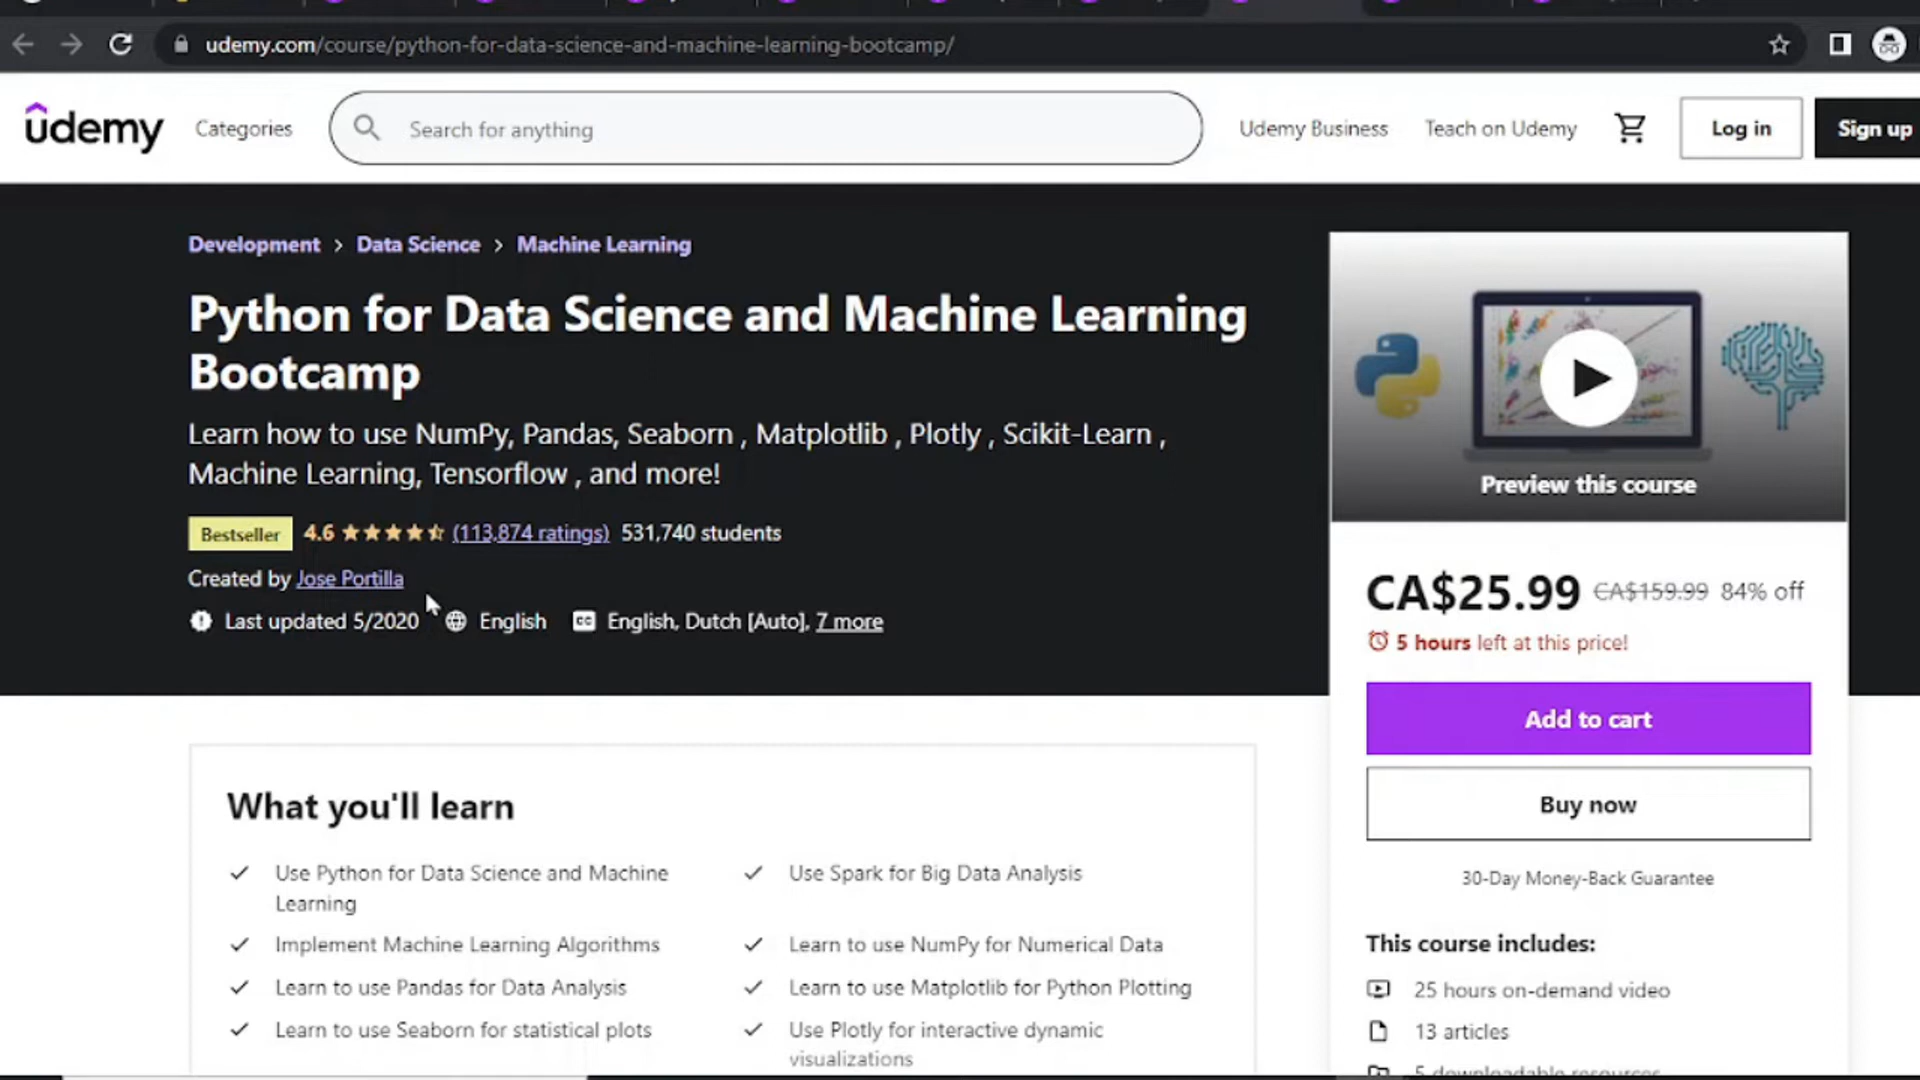 udemy.com/course/python-for-data-science-and-machine-learning-bootcamp/
ûdemy
Categories
Search for anything
Udemy Business
Teach on Udemy
Log in
Sign up
Development > Data Science > Machine Learning
Python for Data Science and Machine Learning
Bootcamp
Learn how to use NumPy, Pandas, Seaborn , Matplotlib , Plotly , Scikit-Learn ,
Machine Learning, Tensorflow , and more!
Bestseller 4.6 (113,874 ratings) 531,740 students
Created by Jose Portilla
Last updated 5/2020 English CC English, Dutch [Auto], 7 more
Preview this course
CA$25.99 CA$159.99 84% off
5 hours left at this price!
Add to cart
Buy now
30-Day Money-Back Guarantee
This course includes:
25 hours on-demand video
13 articles
5 downloadable resources
What you'll learn
Use Python for Data Science and Machine
Learning
Implement Machine Learning Algorithms
Learn to use Pandas for Data Analysis
Learn to use Seaborn for statistical plots
Use Spark for Big Data Analysis
Learn to use NumPy for Numerical Data
Learn to use Matplotlib for Python Plotting
Use Plotly for interactive dynamic
visualizations